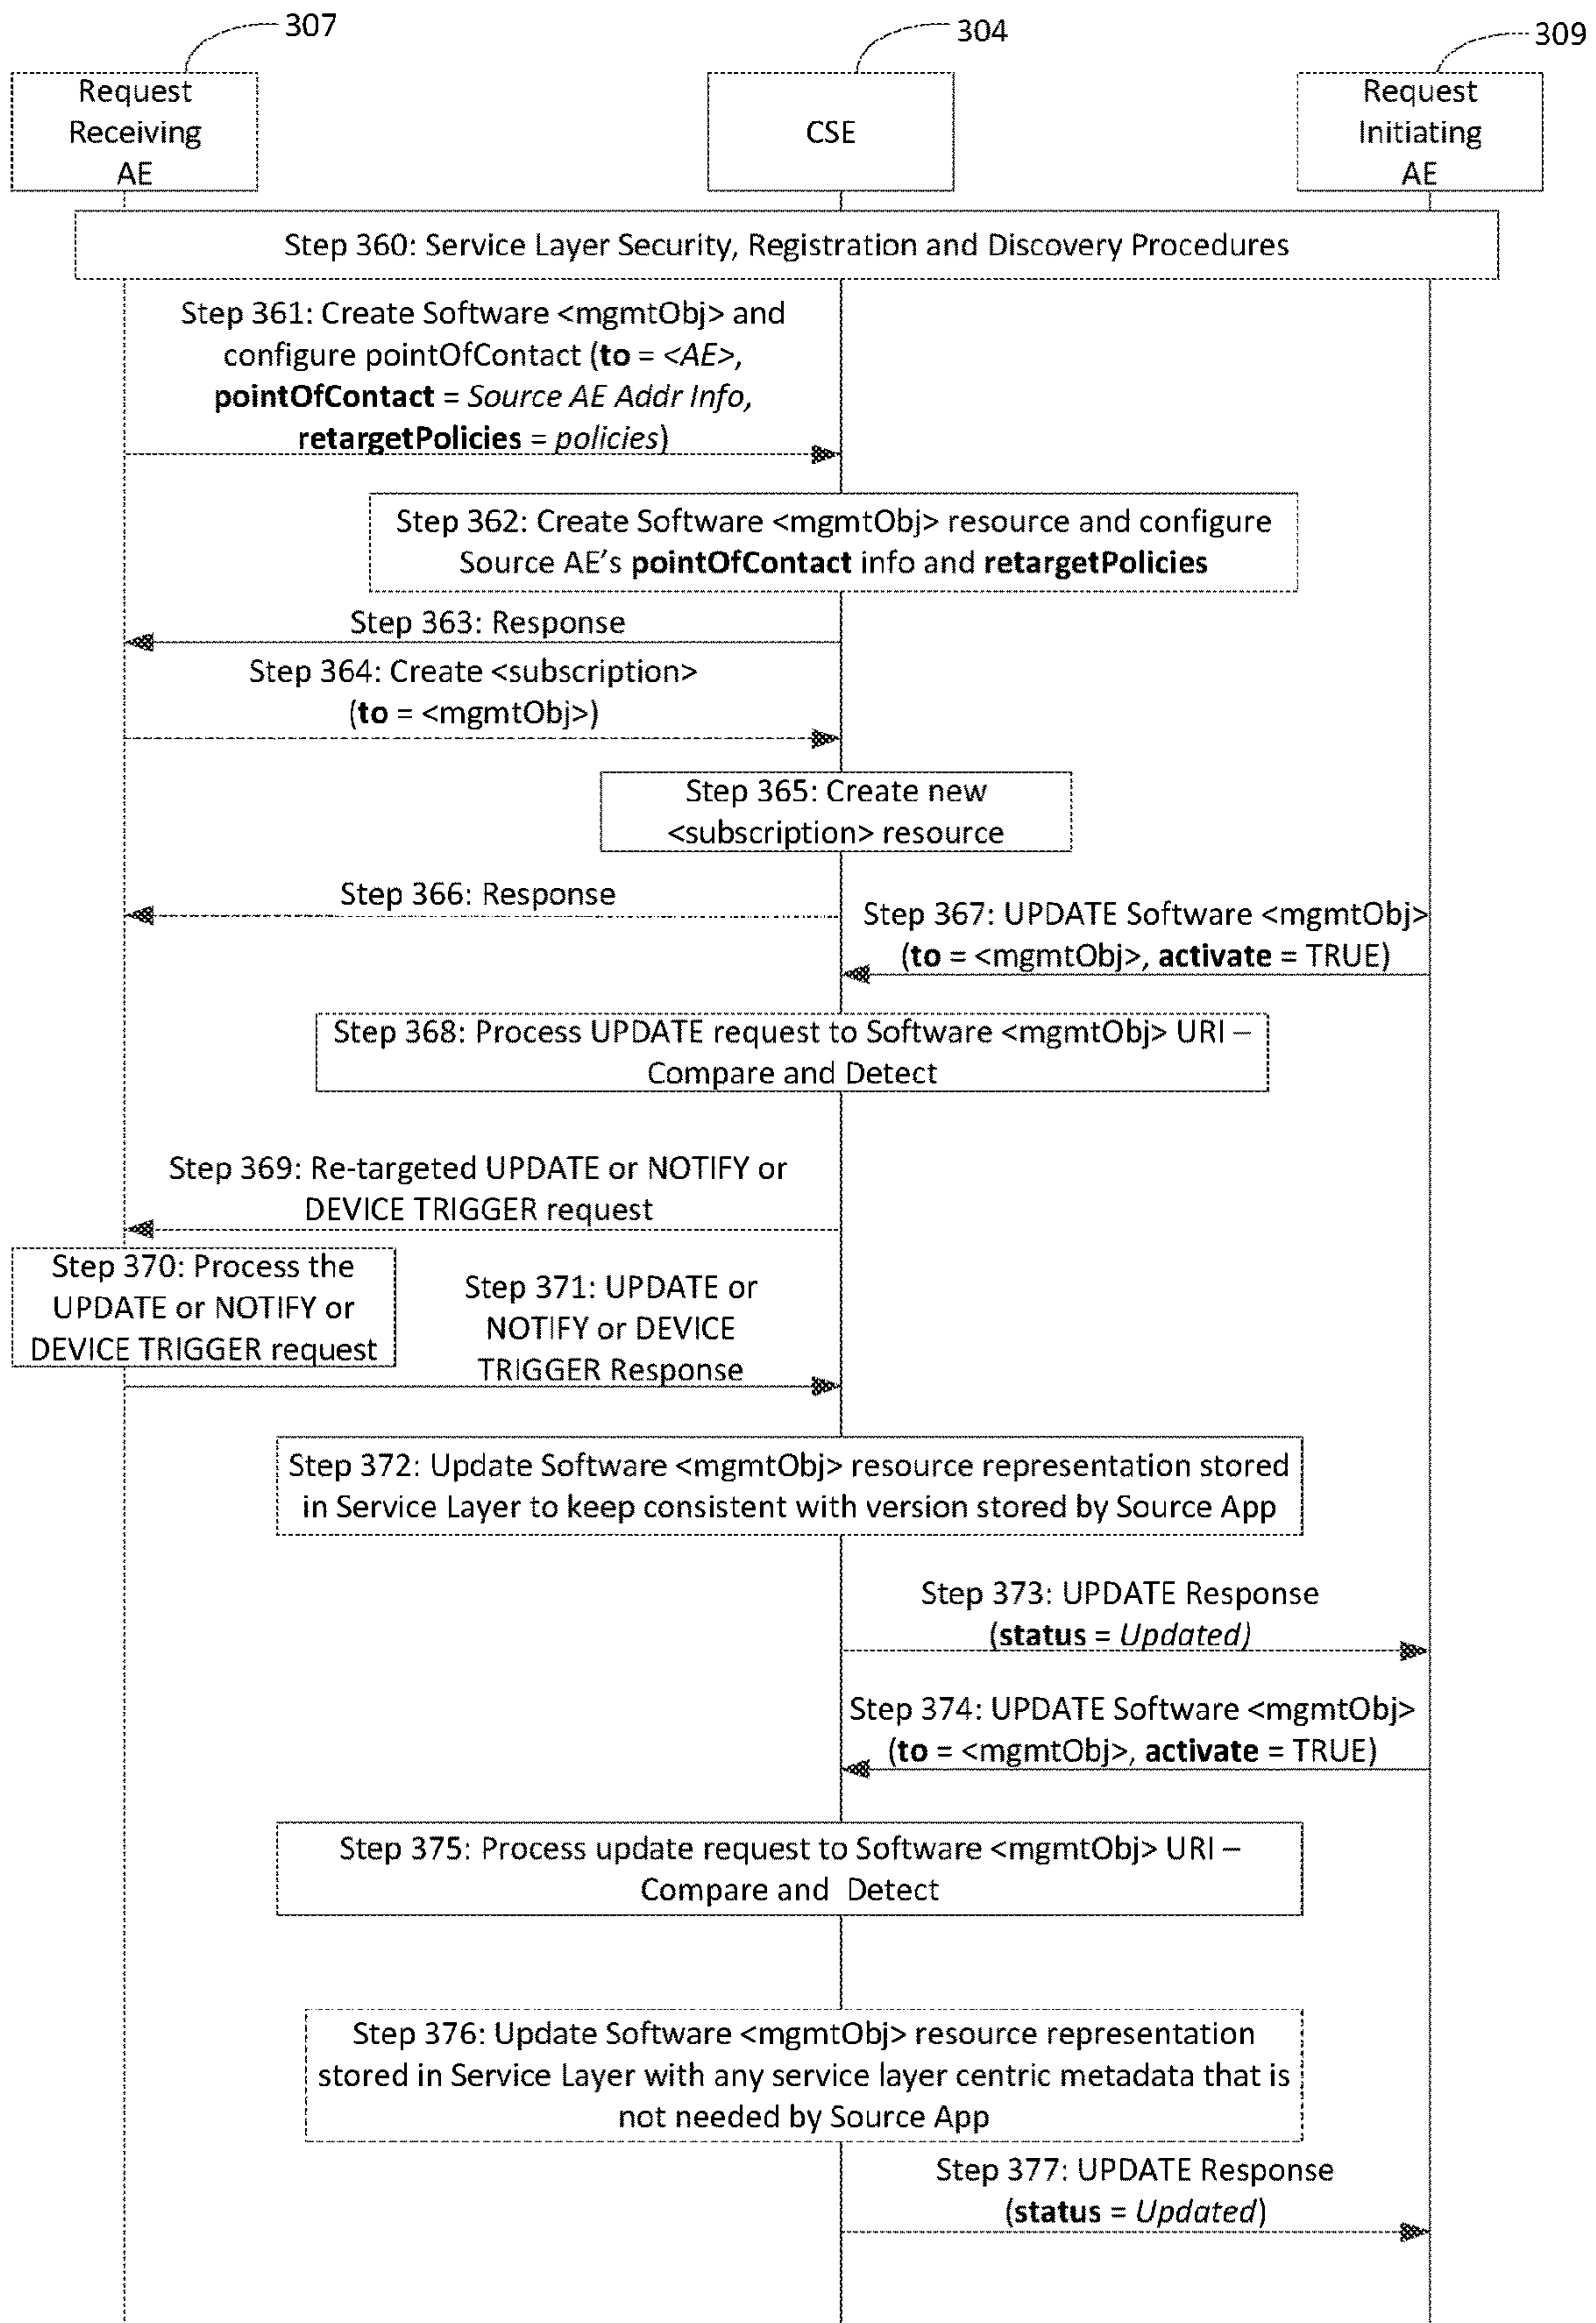 307
304
309
Request
Receiving
AE
CSE
Request
Initiating
AE
Step 360: Service Layer Security, Registration and Discovery Procedures
Step 361: Create Software <mgmtObj> and
configure pointOfContact (to = <AE>,
pointOfContact = Source AE Addr Info,
retargetPolicies = policies)
Step 362: Create Software <mgmtObj> resource and configure
Source AE's pointOfContact info and retargetPolicies
Step 363: Response
Step 364: Create <subscription>
(to = <mgmtObj>)
Step 365: Create new
<subscription> resource
Step 366: Response
Step 367: UPDATE Software <mgmtObj>
(to = <mgmtObj>, activate = TRUE)
Step 368: Process UPDATE request to Software <mgmtObj> URI –
Compare and Detect
Step 369: Re-targeted UPDATE or NOTIFY or
DEVICE TRIGGER request
Step 370: Process the
UPDATE or NOTIFY or
DEVICE TRIGGER request
Step 371: UPDATE or
NOTIFY or DEVICE
TRIGGER Response
Step 372: Update Software <mgmtObj> resource representation stored
in Service Layer to keep consistent with version stored by Source App
Step 373: UPDATE Response
(status = Updated)
Step 374: UPDATE Software <mgmtObj>
(to = <mgmtObj>, activate = TRUE)
Step 375: Process update request to Software <mgmtObj> URI –
Compare and Detect
Step 376: Update Software <mgmtObj> resource representation
stored in Service Layer with any service layer centric metadata that is
not needed by Source App
Step 377: UPDATE Response
(status = Updated)